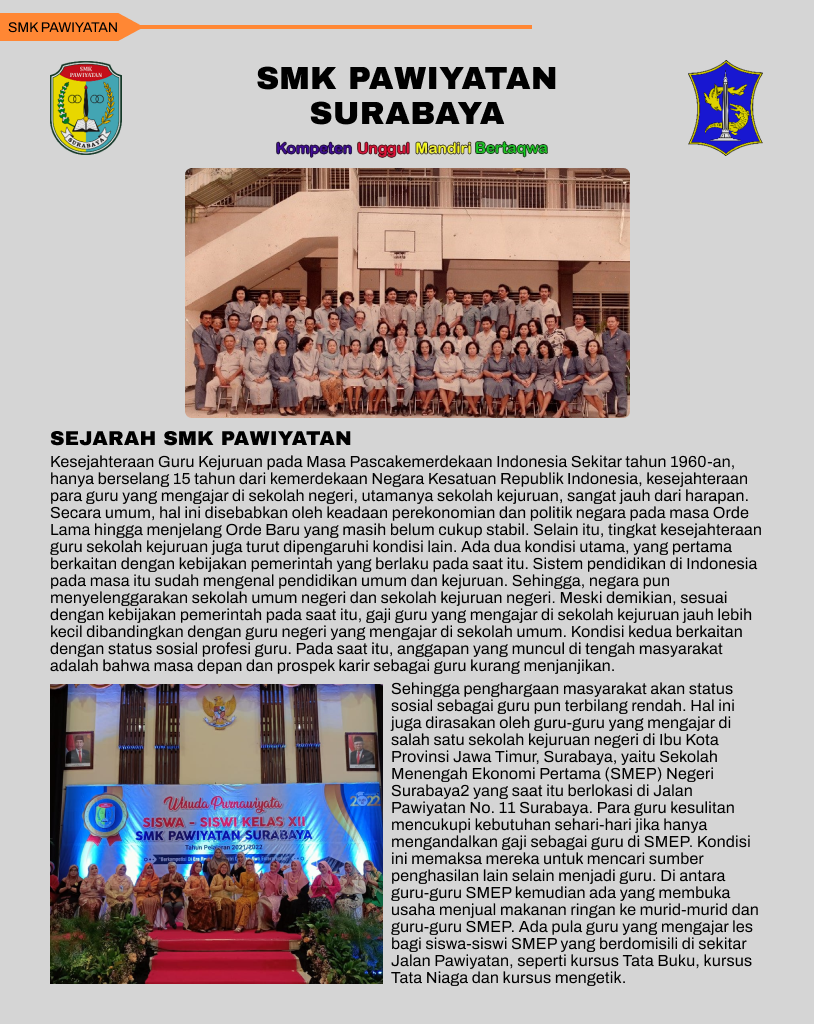 SMK PAWIYATAN
SMK
PAWIYATAN
SURABAYA
SMK PAWIYATAN
SURABAYA
Kompeten Unggul Mandiri Bertaqwa
SEJARAH SMK PAWIYATAN
Kesejahteraan Guru Kejuruan pada Masa Pascakemerdekaan Indonesia Sekitar tahun 1960-an,
hanya berselang 15 tahun dari kemerdekaan Negara Kesatuan Republik Indonesia, kesejahteraan
para guru yang mengajar di sekolah negeri, utamanya sekolah kejuruan, sangat jauh dari harapan.
Secara umum, hal ini disebabkan oleh keadaan perekonomian dan politik negara pada masa Orde
Lama hingga menjelang Orde Baru yang masih belum cukup stabil. Selain itu, tingkat kesejahteraan
guru sekolah kejuruan juga turut dipengaruhi kondisi lain. Ada dua kondisi utama, yang pertama
berkaitan dengan kebijakan pemerintah yang berlaku pada saat itu. Sistem pendidikan di Indonesia
pada masa itu sudah mengenal pendidikan umum dan kejuruan. Sehingga, negara pun
menyelenggarakan sekolah umum negeri dan sekolah kejuruan negeri. Meski demikian, sesuai
dengan kebijakan pemerintah pada saat itu, gaji guru yang mengajar di sekolah kejuruan jauh lebih
kecil dibandingkan dengan guru negeri yang mengajar di sekolah umum. Kondisi kedua berkaitan
dengan status sosial profesi guru. Pada saat itu, anggapan yang muncul di tengah masyarakat
adalah bahwa masa depan dan prospek karir sebagai guru kurang menjanjikan.
Sehingga penghargaan masyarakat akan status
sosial sebagai guru pun terbilang rendah. Hal ini
juga dirasakan oleh guru-guru yang mengajar di
salah satu sekolah kejuruan negeri di Ibu Kota
Provinsi Jawa Timur, Surabaya, yaitu Sekolah
Menengah Ekonomi Pertama (SMEP) Negeri
Surabaya2 yang saat itu berlokasi di Jalan
Pawiyatan No. 11 Surabaya. Para guru kesulitan
mencukupi kebutuhan sehari-hari jika hanya
mengandalkan gaji sebagai guru di SMEP. Kondisi
ini memaksa mereka untuk mencari sumber
penghasilan lain selain menjadi guru. Di antara
guru-guru SMEP kemudian ada yang membuka
usaha menjual makanan ringan ke murid-murid dan
guru-guru SMEP. Ada pula guru yang mengajar les
bagi siswa-siswi SMEP yang berdomisili di sekitar
Jalan Pawiyatan, seperti kursus Tata Buku, kursus
Tata Niaga dan kursus mengetik.
2022
Wisuda Purnawiyata
SISWA - SISWI KELAS XII
SMK PAWIYATAN SURABAYA
Tahun Pelajaran 2021/2022